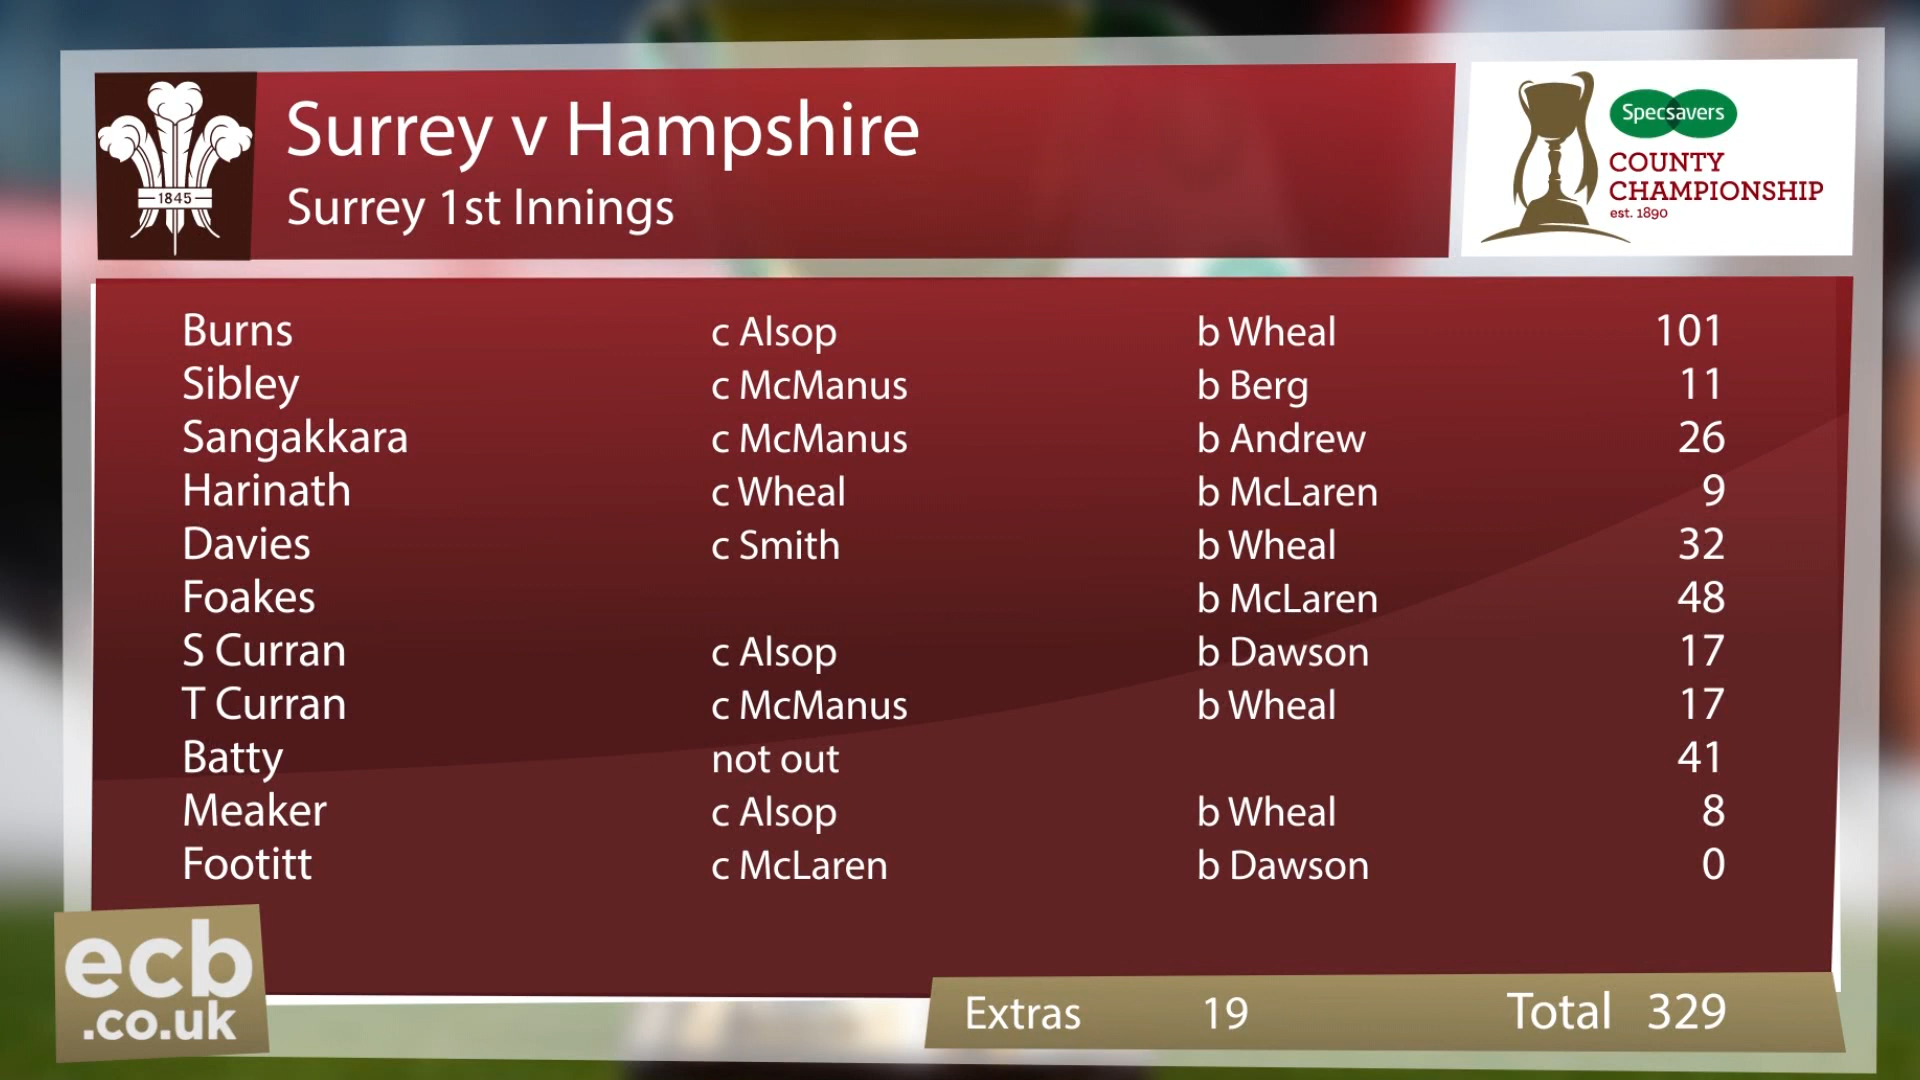 1845
Surrey v Hampshire
Surrey 1st Innings
Specsavers
COUNTY
CHAMPIONSHIP
est. 1890
Burns c Alsop b Wheal 101
Sibley c McManus b Berg 11
Sangakkara c McManus b Andrew 26
Harinath c Wheal b McLaren 9
Davies c Smith b Wheal 32
Foakes b McLaren 48
S Curran c Alsop b Dawson 17
T Curran c McManus b Wheal 17
Batty not out 41
Meaker c Alsop b Wheal 8
Footitt c McLaren b Dawson 0
ecb
.co.uk
Extras 19 Total 329